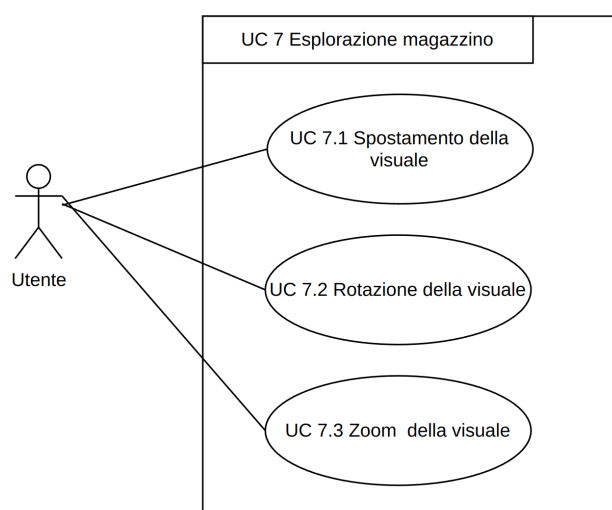 UC 7 Esplorazione magazzino
UC 7.1 Spostamento della
visuale
Utente
UC 7.2 Rotazione della visuale
UC 7.3 Zoom  della visuale